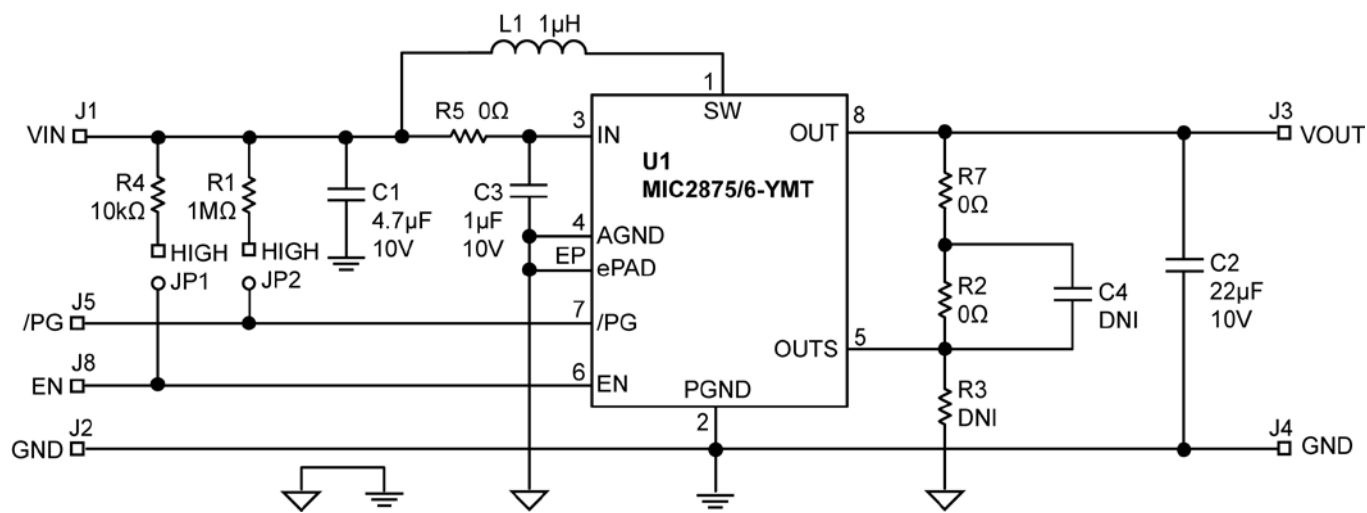 L1 1µH
1
SW
J1
VIN
R5 0Ω
3
IN
OUT
8
J3
VOUT
U1
MIC2875/6-YMT
R4
10kΩ
R1
1MΩ
C1
4.7µF
10V
C3
1µF
10V
R7
0Ω
4
AGND
EP
ePAD
HIGH
HIGH
JP1
JP2
R2
0Ω
C4
DNI
C2
22µF
10V
J5
/PG
7
/PG
OUTS
5
J8
EN
6
EN
PGND
2
R3
DNI
J2
GND
J4
GND